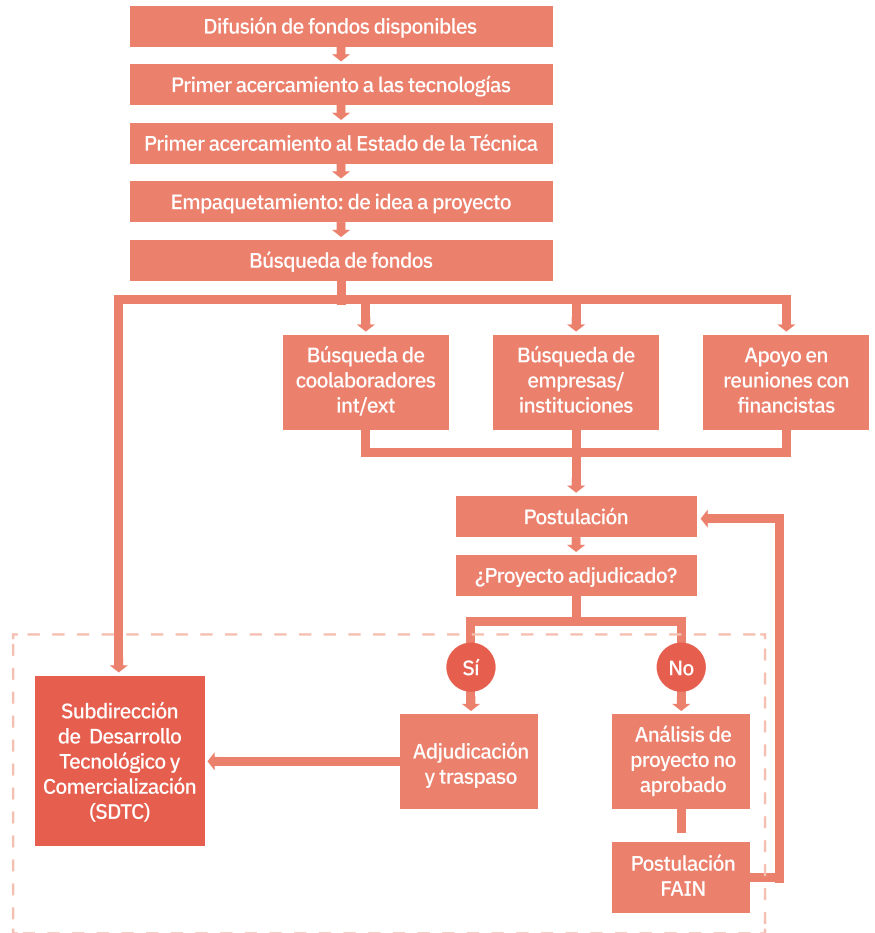 Difusión de fondos disponibles
Primer acercamiento a las tecnologías
Primer acercamiento al Estado de la Técnica
Empaquetamiento: de idea a proyecto
Búsqueda de fondos
Búsqueda de
coolaboradores
int/ext
Búsqueda de
empresas/
instituciones
Apoyo en
reuniones con
financistas
Postulación
¿Proyecto adjudicado?
Sí
No
Subdirección
de Desarrollo
Tecnológico y
Comercialización
(SDTC)
Adjudicación
y traspaso
Análisis de
proyecto no
aprobado
Postulación
FAIN